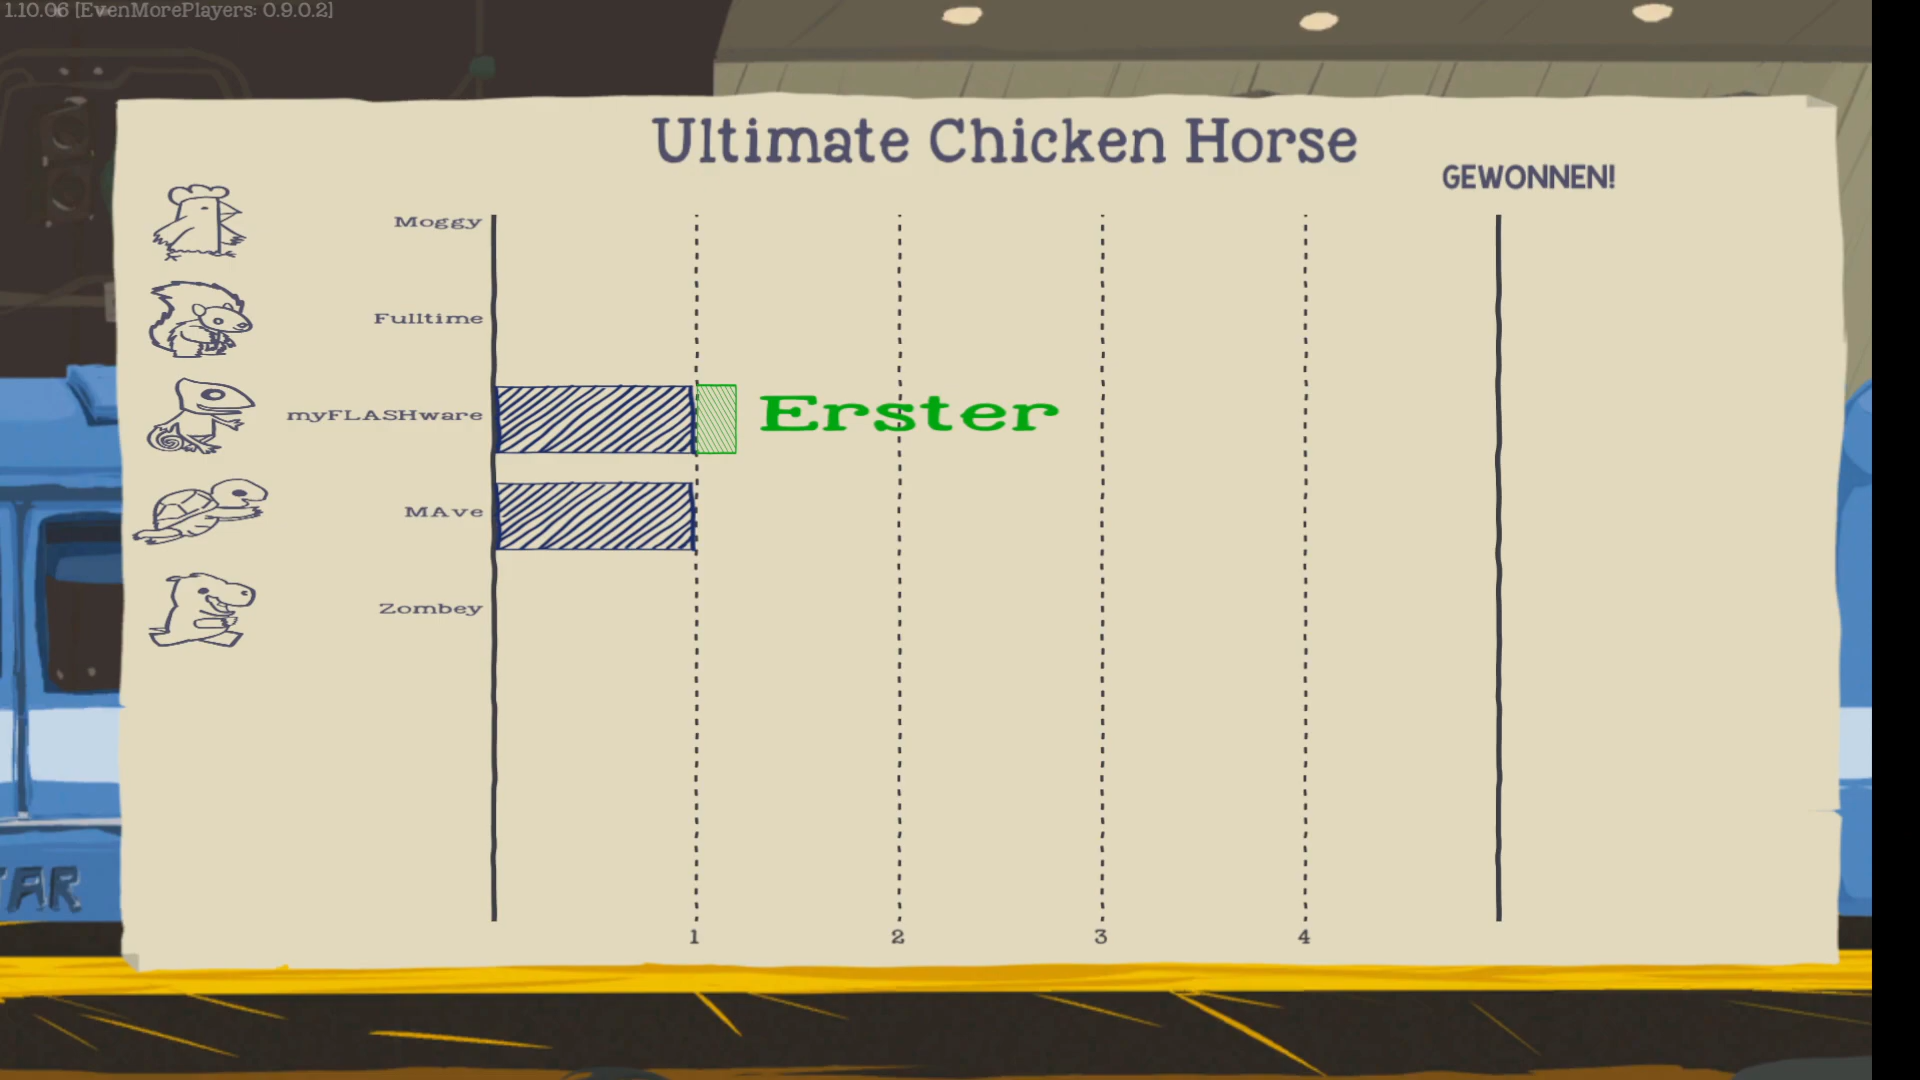 1.10.06 [EvenMorePlayers: 0.9.0.2]
Ultimate Chicken Horse
GEWONNEN!
Moggy
Fulltime
myFLASHware
Erster
MAve
Zombey
TAR
1 2 3 4